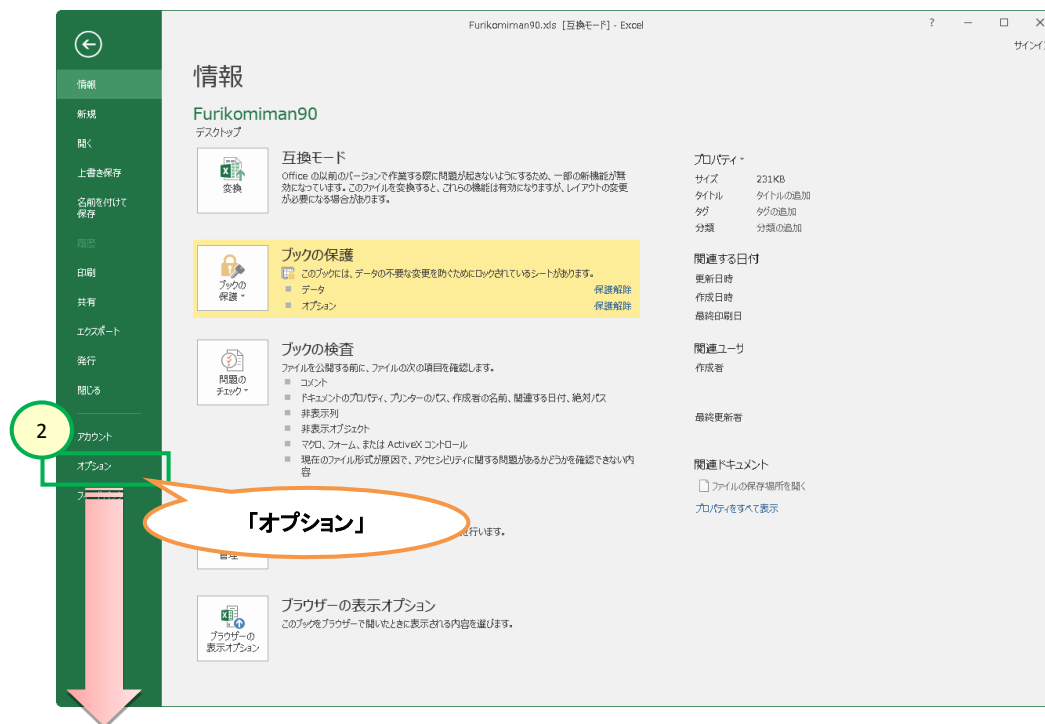 Furikomiman90.xls [互換モード] - Excel
?
サインイ
情報
新規
開く
上書き保存
名前を付けて
保存
履歴
印刷
共有
エクスポート
発行
閉じる
2
アカウント
オプション
情報
Furikomiman90
デスクトップ
変換
互換モード
Office の以前のバージョンで作業する際に問題が起きないようにするため、一部の新機能が無
効になっています。このファイルを変換すると、これらの機能は有効になりますが、レイアウトの変更
が必要になる場合があります。
ブックの
保護
ブックの保護
このブックには、データの不要な変更を防ぐためにロックされているシートがあります。
データ 保護解除
オプション 保護解除
問題の
チェック
ブックの検査
ファイルを公開する前に、ファイルの次の項目を確認します。
コメント
ドキュメントのプロパティ、プリンターのパス、作成者の名前、関連する日付、絶対パス
非表示列
非表示オブジェクト
マクロ、フォーム、または ActiveX コントロール
現在のファイル形式が原因で、アクセシビリティに関する問題があるかどうかを確認できない内
容
「オプション」
を行います。
管理
ブラウザーの
表示オプション
ブラウザーの表示オプション
このブックをブラウザーで開いたときに表示される内容を選びます。
プロパティ
サイズ 231KB
タイトル タイトルの追加
タグ タグの追加
分類 分類の追加
関連する日付
更新日時
作成日時
最終印刷日
関連ユーザ
作成者
最終更新者
関連ドキュメント
ファイルの保存場所を開く
プロパティをすべて表示